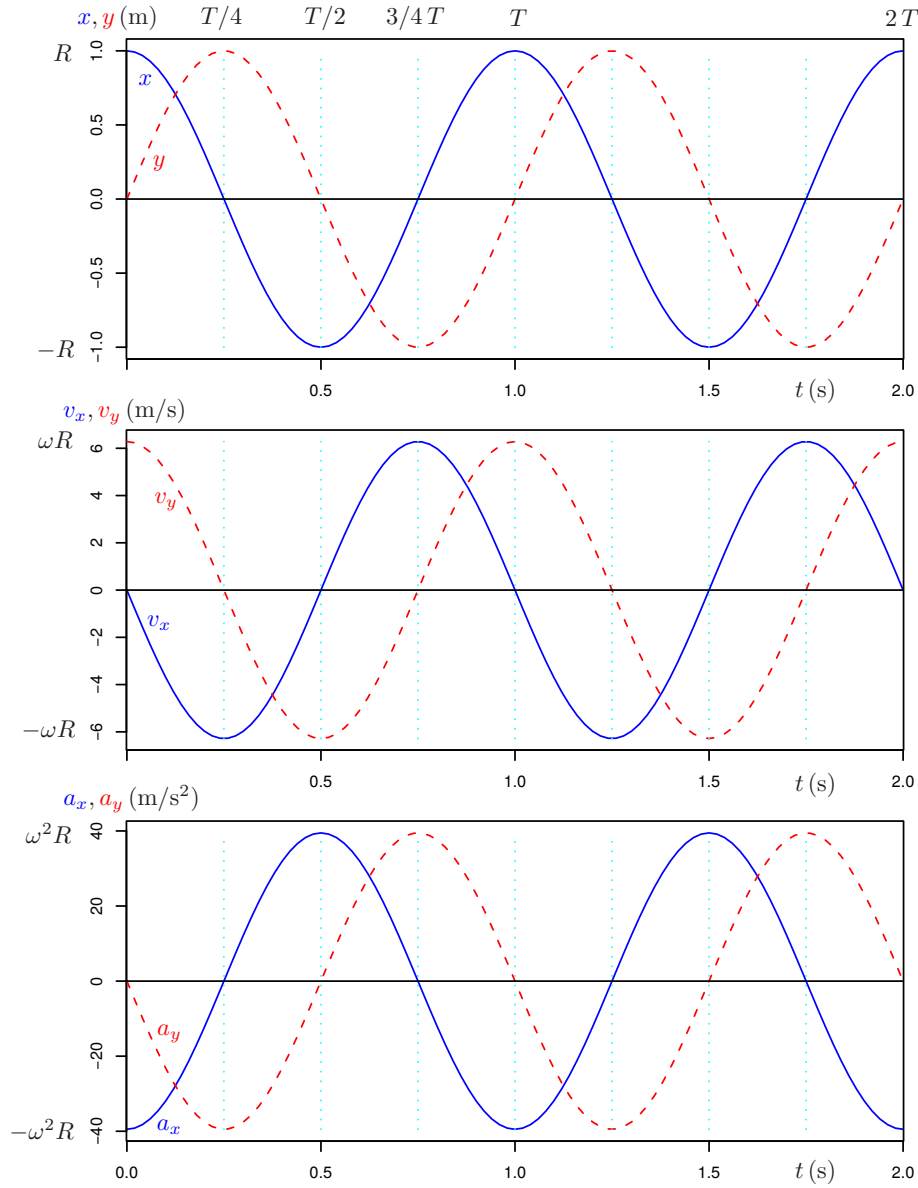 x, y (m) T/4 T/2 3/4 T T 2 T
R 1.0
x
0.5
y
0.0
−0.5
−R −1.0
0.5 1.0 1.5 t (s) 2.0
v_x, v_y (m/s)
ωR 6
v_y
4
2
0
v_x
−2
−4
−ωR −6
0.5 1.0 1.5 t (s) 2.0
a_x, a_y (m/s²)
ω²R 40
20
0
a_y
−20
a_x
−ω²R −40
0.0 0.5 1.0 1.5 t (s) 2.0